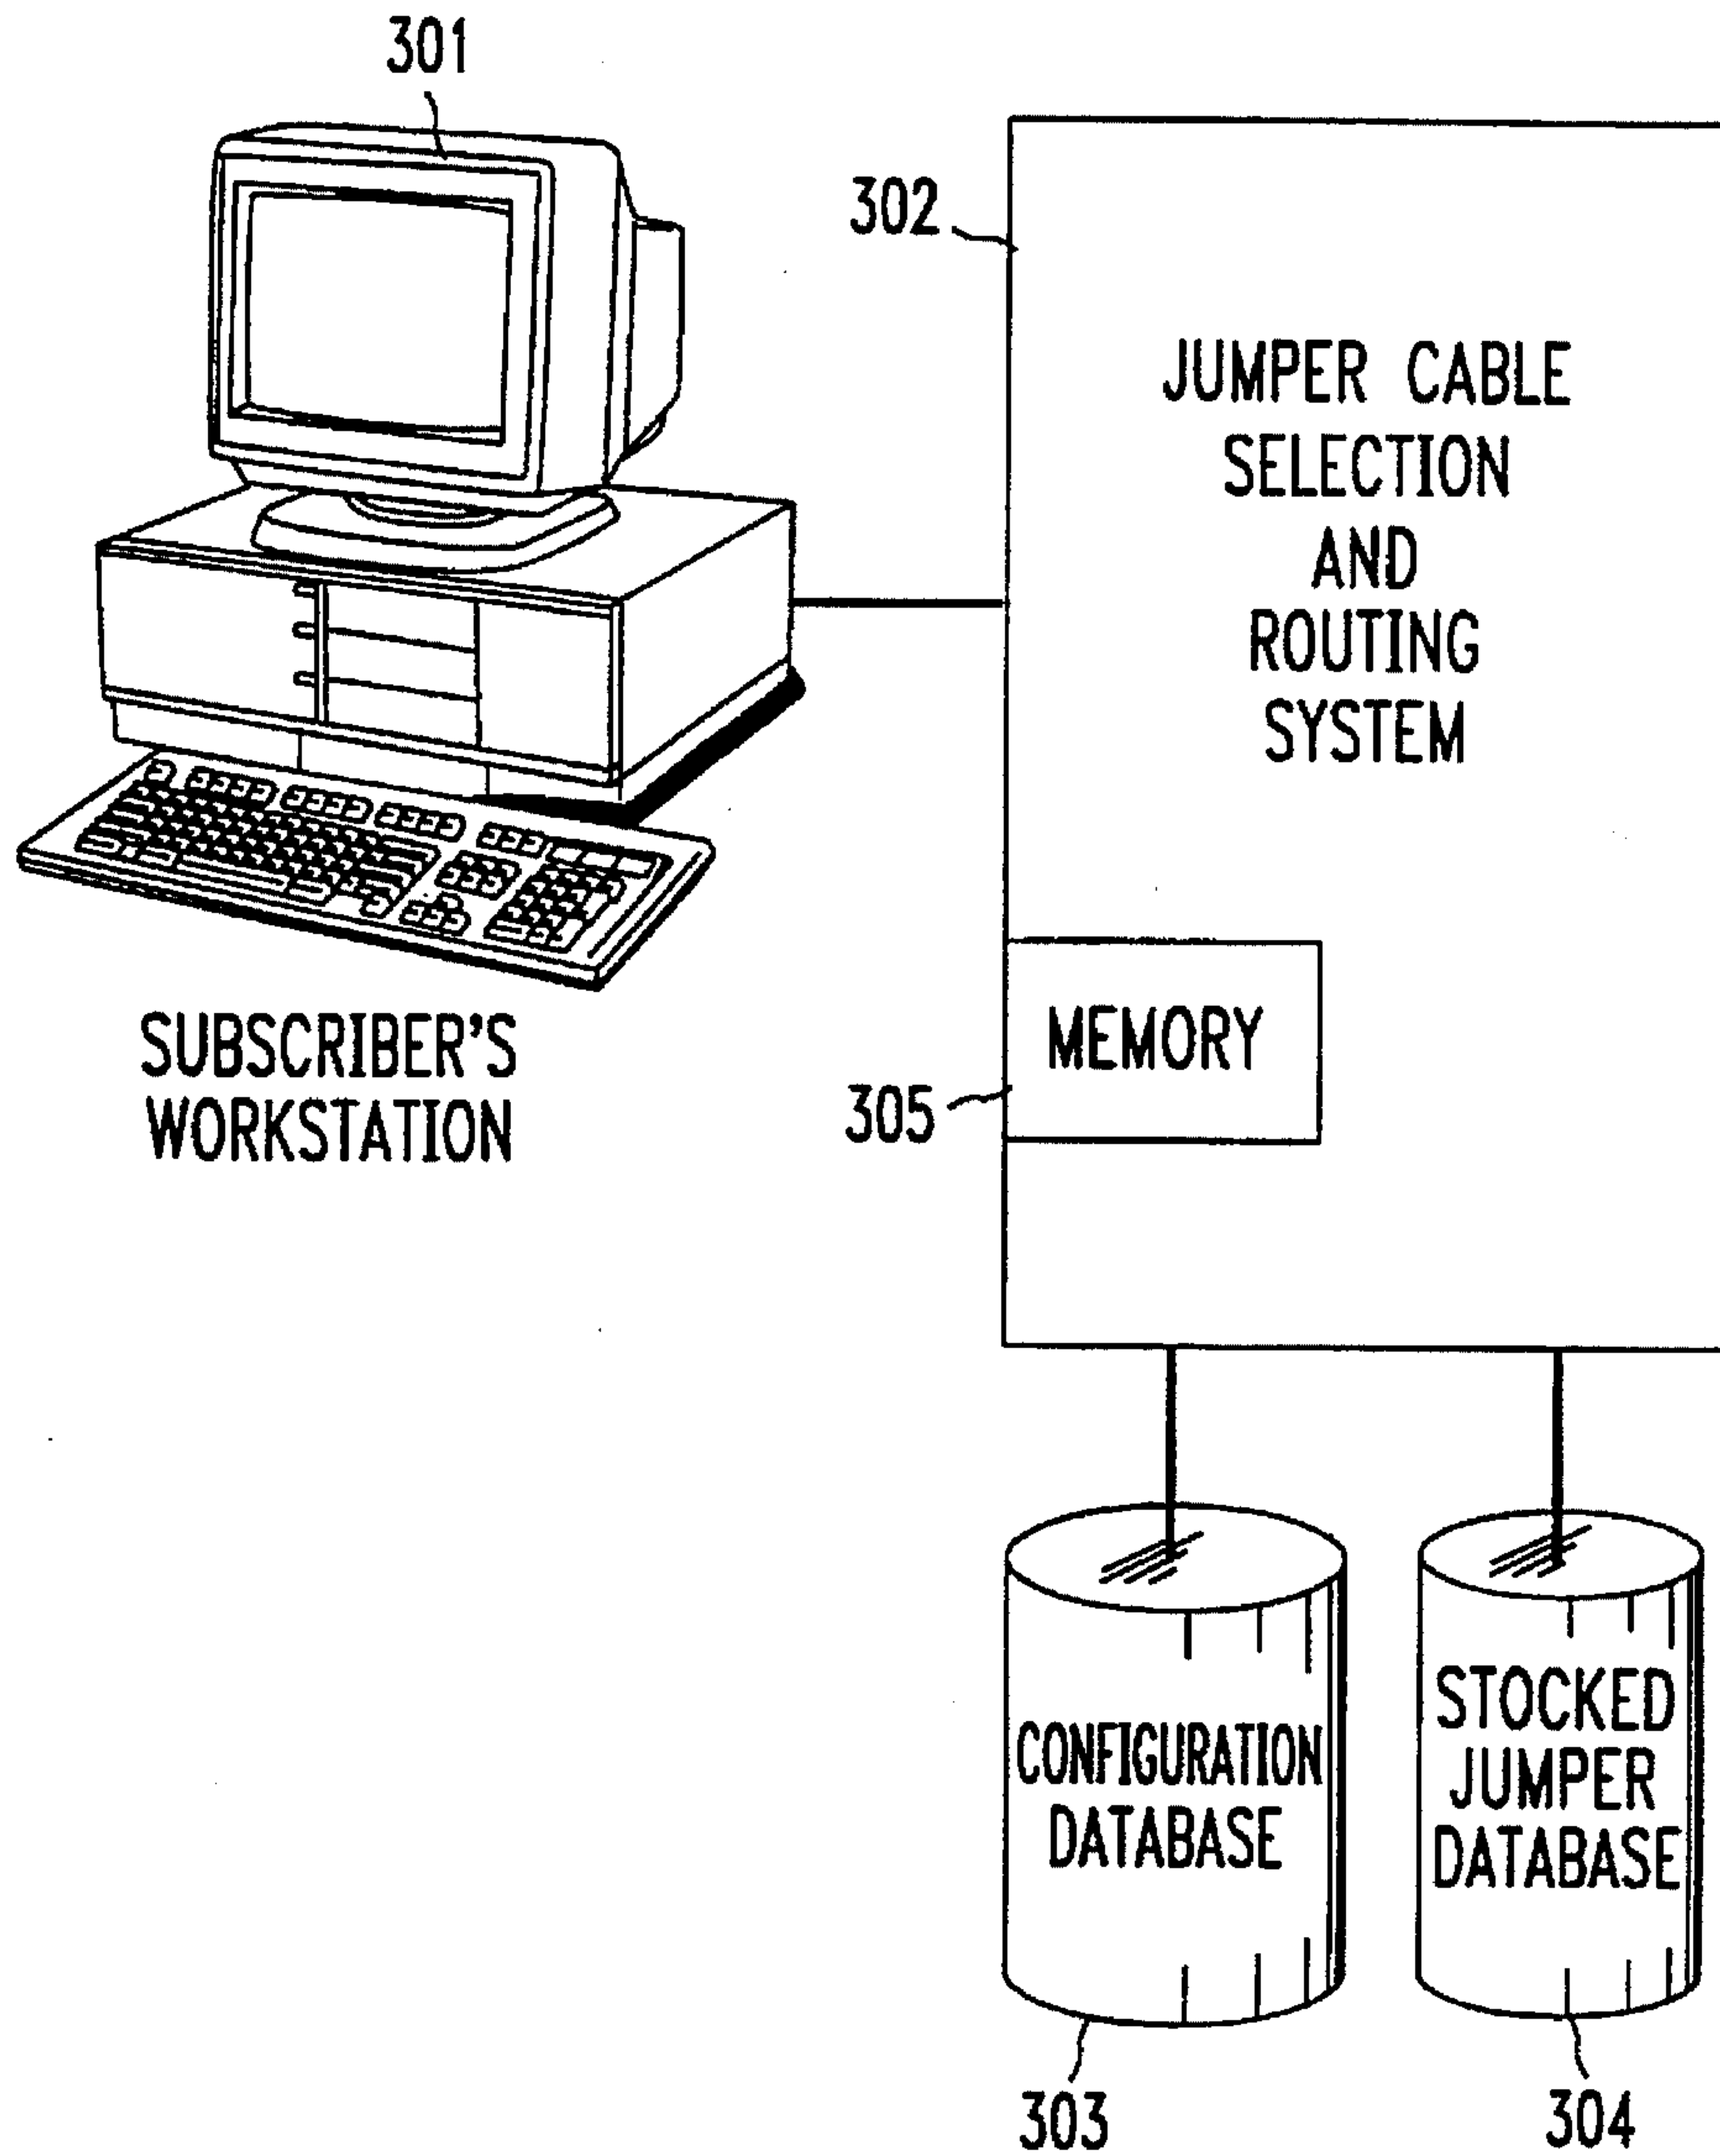 301
302
JUMPER CABLE
SELECTION
AND
ROUTING
SYSTEM
MEMORY
305
SUBSCRIBER'S
WORKSTATION
CONFIGURATION
DATABASE
STOCKED
JUMPER
DATABASE
303
304